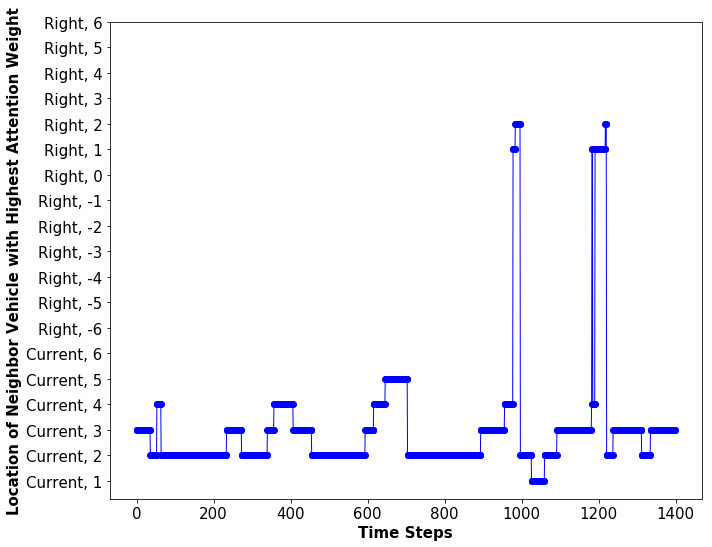 Location of Neighbor Vehicle with Highest Attention Weight
Right, 6
Right, 5
Right, 4
Right, 3
Right, 2
Right, 1
Right, 0
Right, -1
Right, -2
Right, -3
Right, -4
Right, -5
Right, -6
Current, 6
Current, 5
Current, 4
Current, 3
Current, 2
Current, 1
0 200 400 600 800 1000 1200 1400
Time Steps